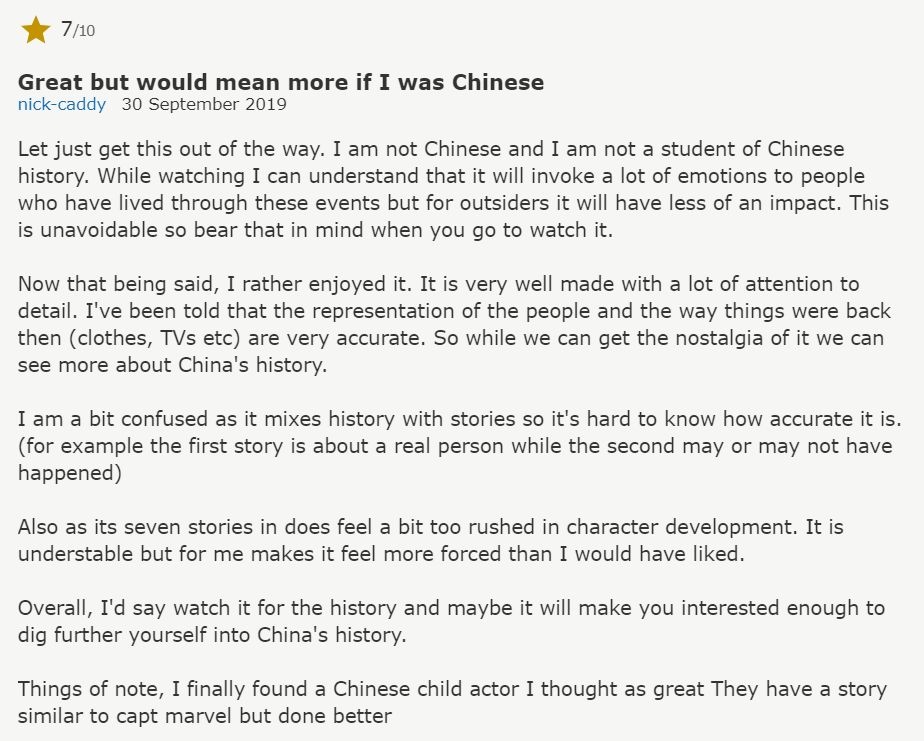 7/10
Great but would mean more if I was Chinese
nick-caddy 30 September 2019
Let just get this out of the way. I am not Chinese and I am not a student of Chinese
history. While watching I can understand that it will invoke a lot of emotions to people
who have lived through these events but for outsiders it will have less of an impact. This
is unavoidable so bear that in mind when you go to watch it.
Now that being said, I rather enjoyed it. It is very well made with a lot of attention to
detail. I've been told that the representation of the people and the way things were back
then (clothes, TVs etc) are very accurate. So while we can get the nostalgia of it we can
see more about China's history.
I am a bit confused as it mixes history with stories so it's hard to know how accurate it is.
(for example the first story is about a real person while the second may or may not have
happened)
Also as its seven stories in does feel a bit too rushed in character development. It is
understable but for me makes it feel more forced than I would have liked.
Overall, I'd say watch it for the history and maybe it will make you interested enough to
dig further yourself into China's history.
Things of note, I finally found a Chinese child actor I thought as great They have a story
similar to capt marvel but done better